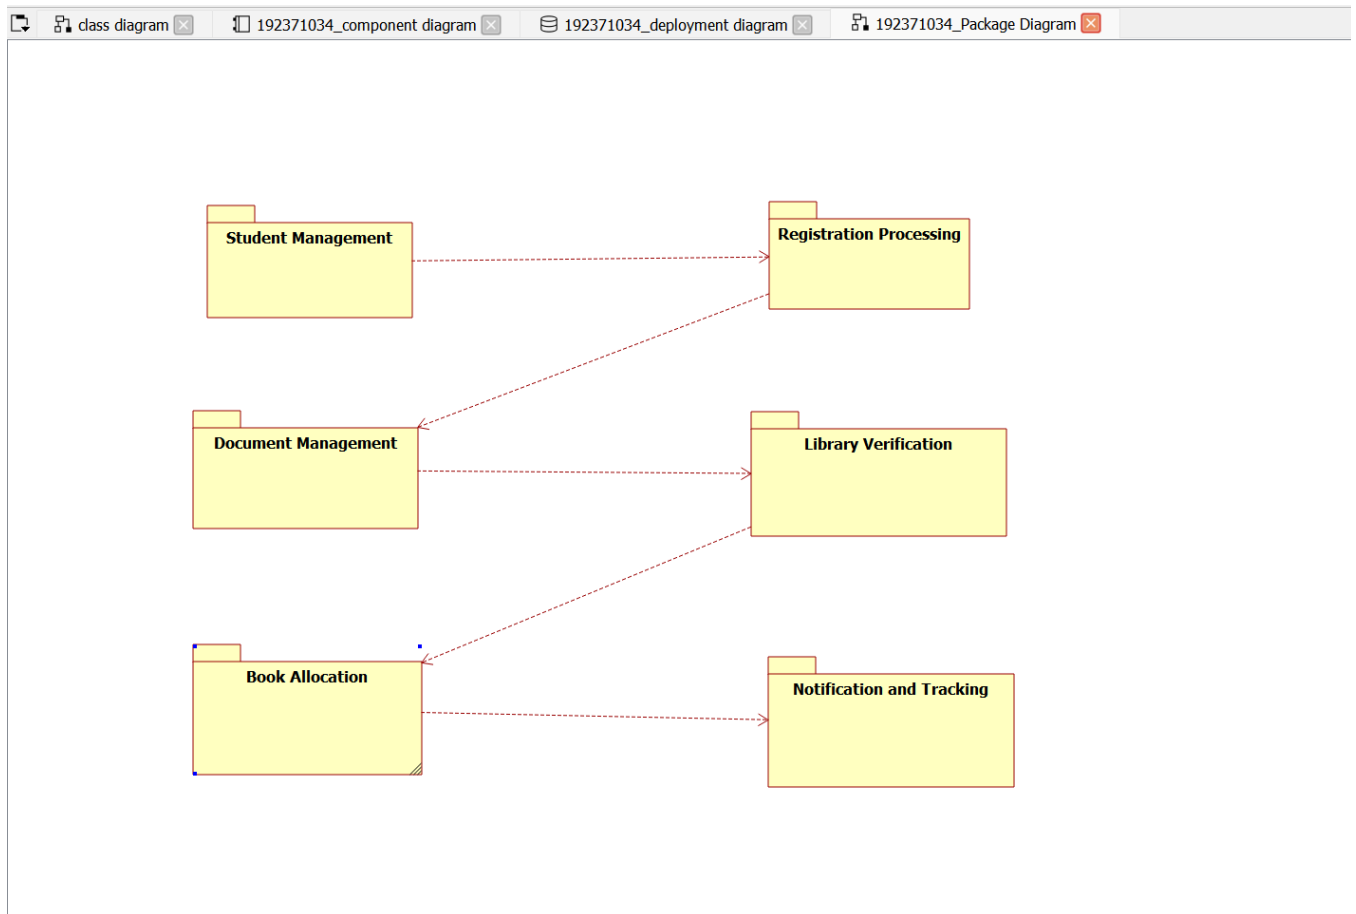 class diagram
192371034_component diagram
192371034_deployment diagram
192371034_Package Diagram
Student Management
Registration Processing
Document Management
Library Verification
Book Allocation
Notification and Tracking